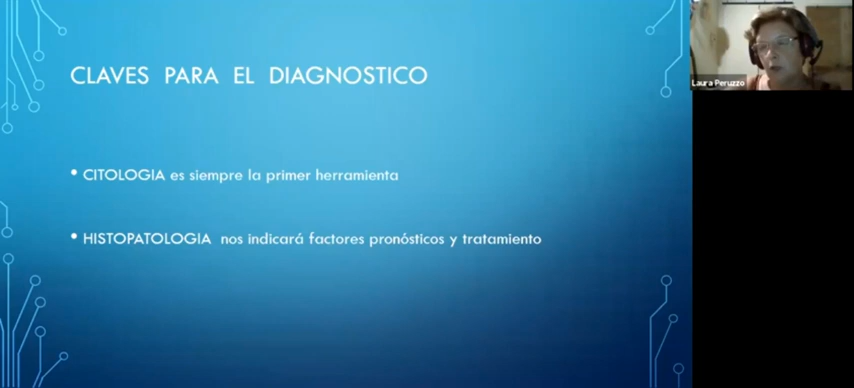 CLAVES PARA EL DIAGNOSTICO
Laura Peruzzo
• CITOLOGIA es siempre la primer herramienta
• HISTOPATOLOGIA nos indicará factores pronósticos y tratamiento